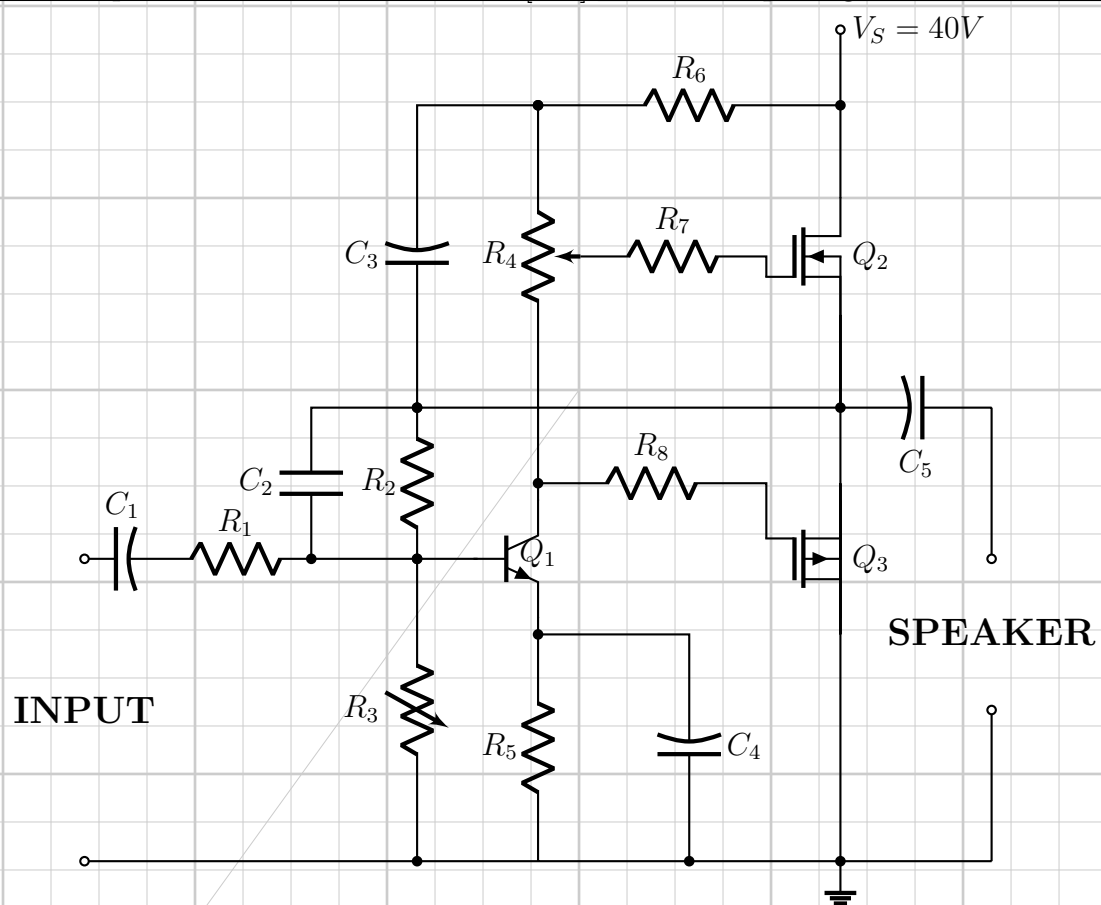 V_S = 40V
R_6
R_7
C_3
R_4
Q_2
R_8
C_5
C_2
R_2
C_1
R_1
Q_1
Q_3
SPEAKER
INPUT
R_3
R_5
C_4